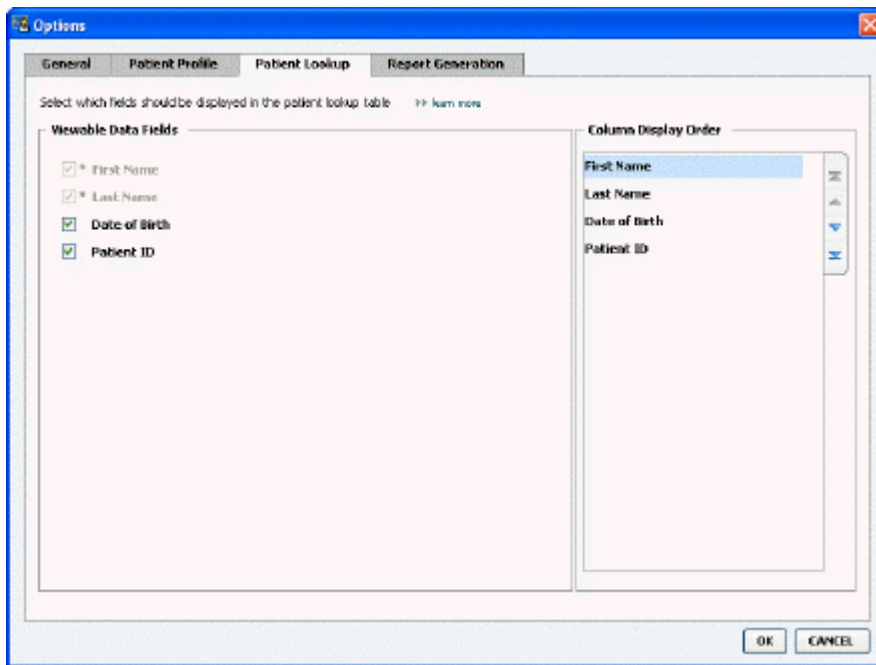 Options
General Patient Profile Patient Lookup Report Generation
Select which fields should be displayed in the patient lookup table >> learn more
Viewable Data Fields
* First Name
* Last Name
Date of Birth
Patient ID
Column Display Order
First Name
Last Name
Date of Birth
Patient ID
OK CANCEL